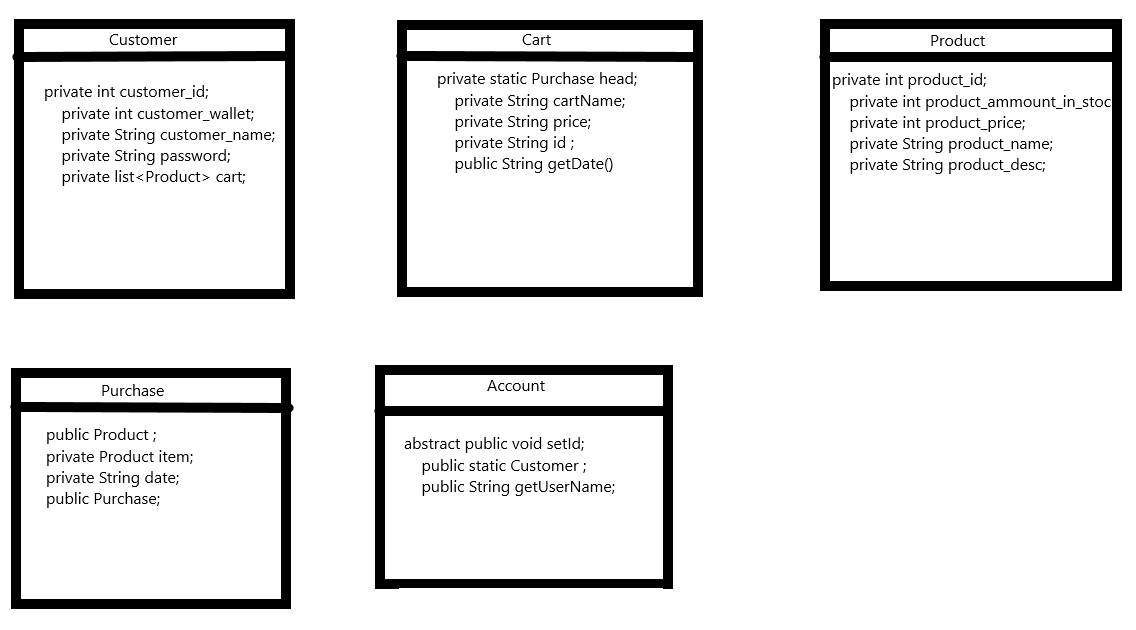 Customer
private int customer_id;
private int customer_wallet;
private String customer_name;
private String password;
private list<Product> cart;
Cart
private static Purchase head;
private String cartName;
private String price;
private String id ;
public String getDate()
Product
private int product_id;
private int product_ammount_in_stoc
private int product_price;
private String product_name;
private String product_desc;
Purchase
public Product ;
private Product item;
private String date;
public Purchase;
Account
abstract public void setId;
public static Customer ;
public String getUserName;